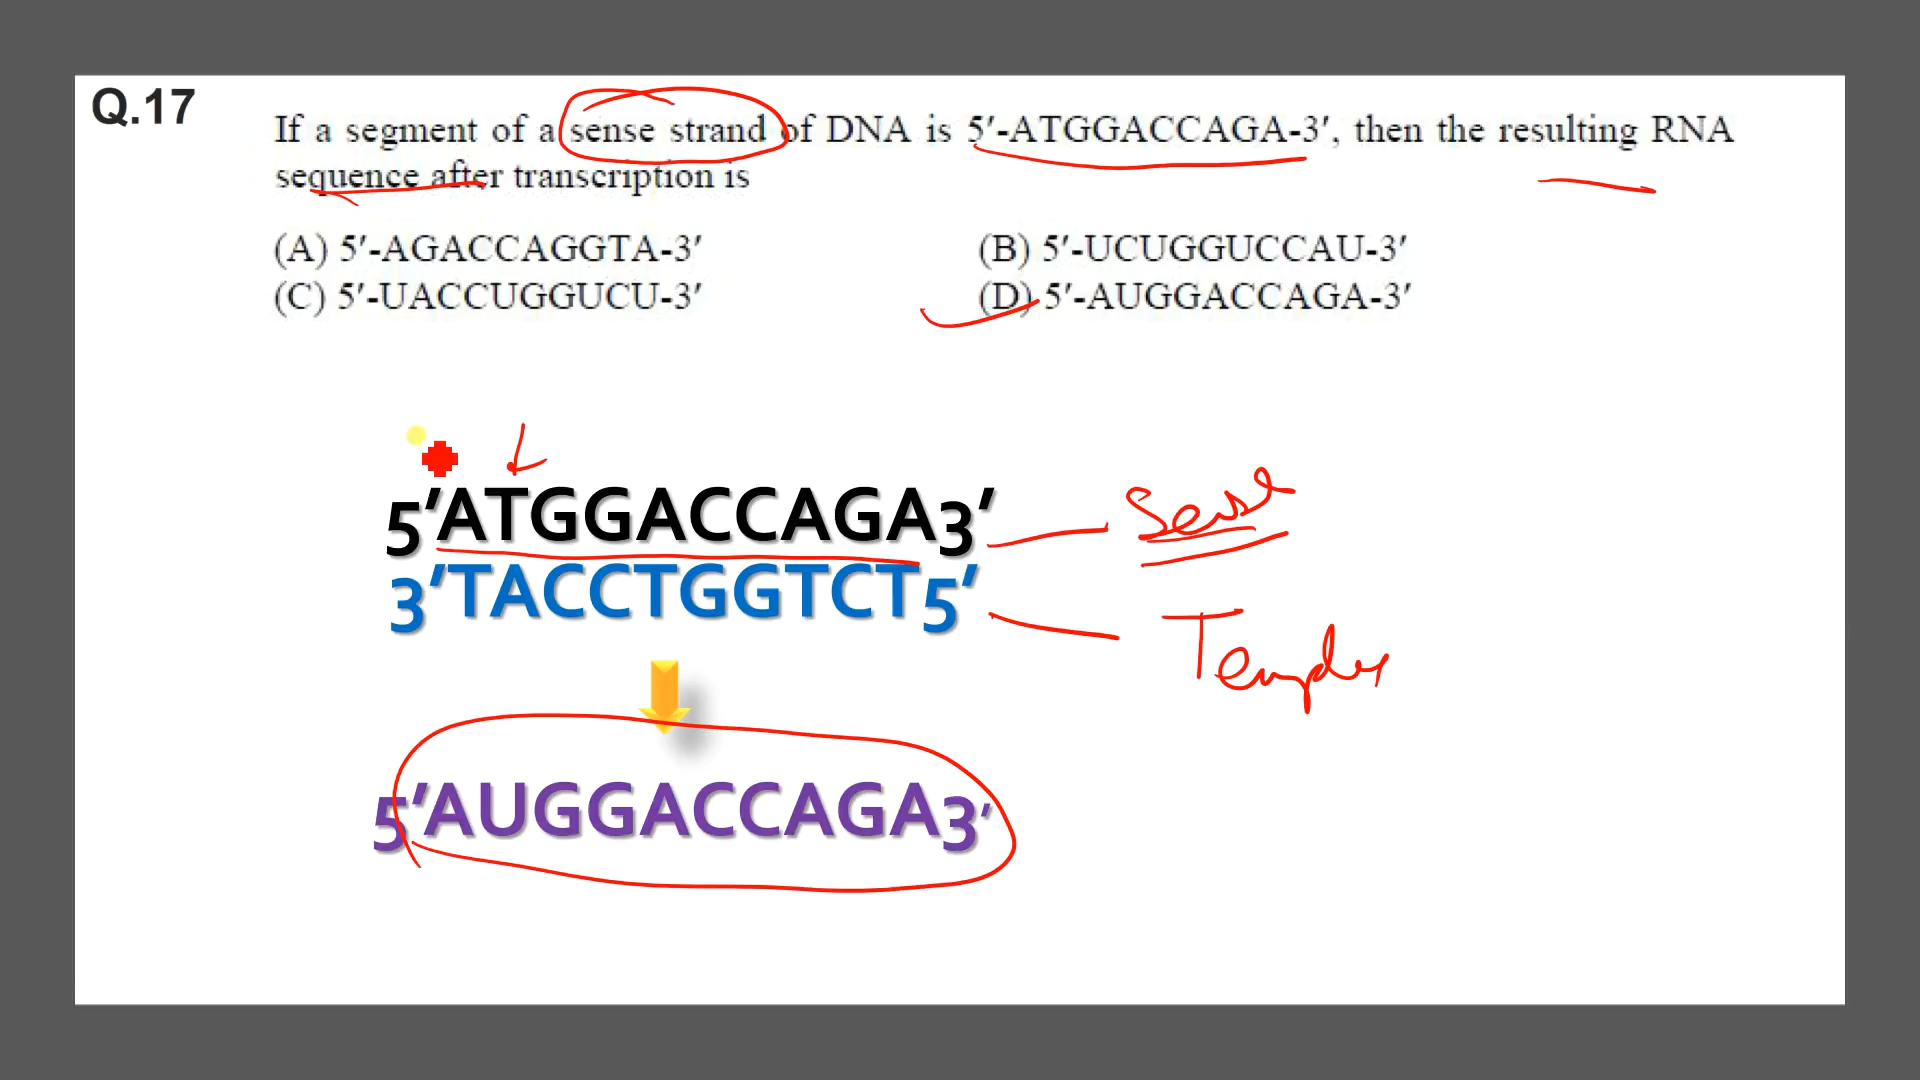 Q.17
If a segment of a sense strand of DNA is 5′-ATGGACCAGA-3′, then the resulting RNA
sequence after transcription is
(A) 5′-AGACCAGGTA-3′ (B) 5′-UCUGGUCCAU-3′
(C) 5′-UACCUGGUCU-3′ (D) 5′-AUGGACCAGA-3′
5′ATGGACCAGA3′
Sense
3′TACCTGGTCT5′
5′AUGGACCAGA3′